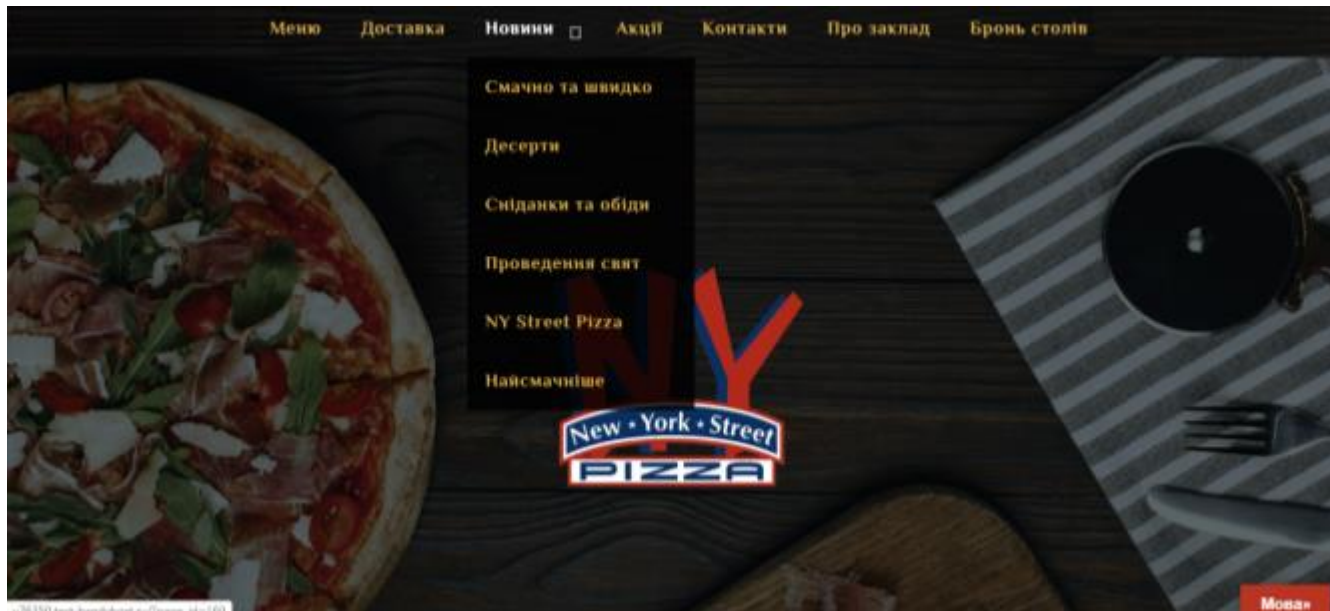 Меню Доставка Новини Акції Контакти Про заклад Бронь столів
Смачно та швидко
Десерти
Сніданки та обіди
Проведення свят
NY Street Pizza
Найсмачніше
NY
New • York • Street
PIZZA
Мова»